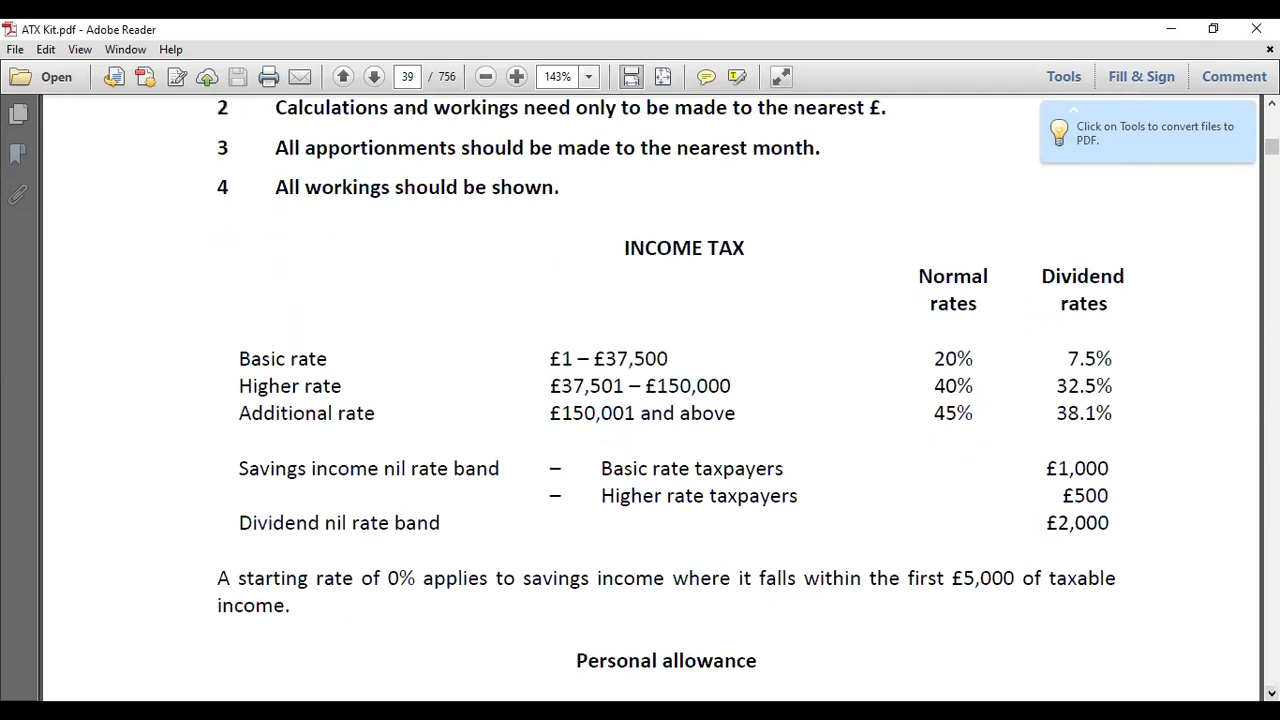 ATX Kit.pdf - Adobe Reader
File Edit View Window Help
Open 39 / 756 143% Tools Fill & Sign Comment
Click on Tools to convert files to
PDF.
2 Calculations and workings need only to be made to the nearest £.
3 All apportionments should be made to the nearest month.
4 All workings should be shown.
INCOME TAX
Normal Dividend
rates rates
Basic rate £1 – £37,500 20% 7.5%
Higher rate £37,501 – £150,000 40% 32.5%
Additional rate £150,001 and above 45% 38.1%
Savings income nil rate band – Basic rate taxpayers £1,000
– Higher rate taxpayers £500
Dividend nil rate band £2,000
A starting rate of 0% applies to savings income where it falls within the first £5,000 of taxable
income.
Personal allowance